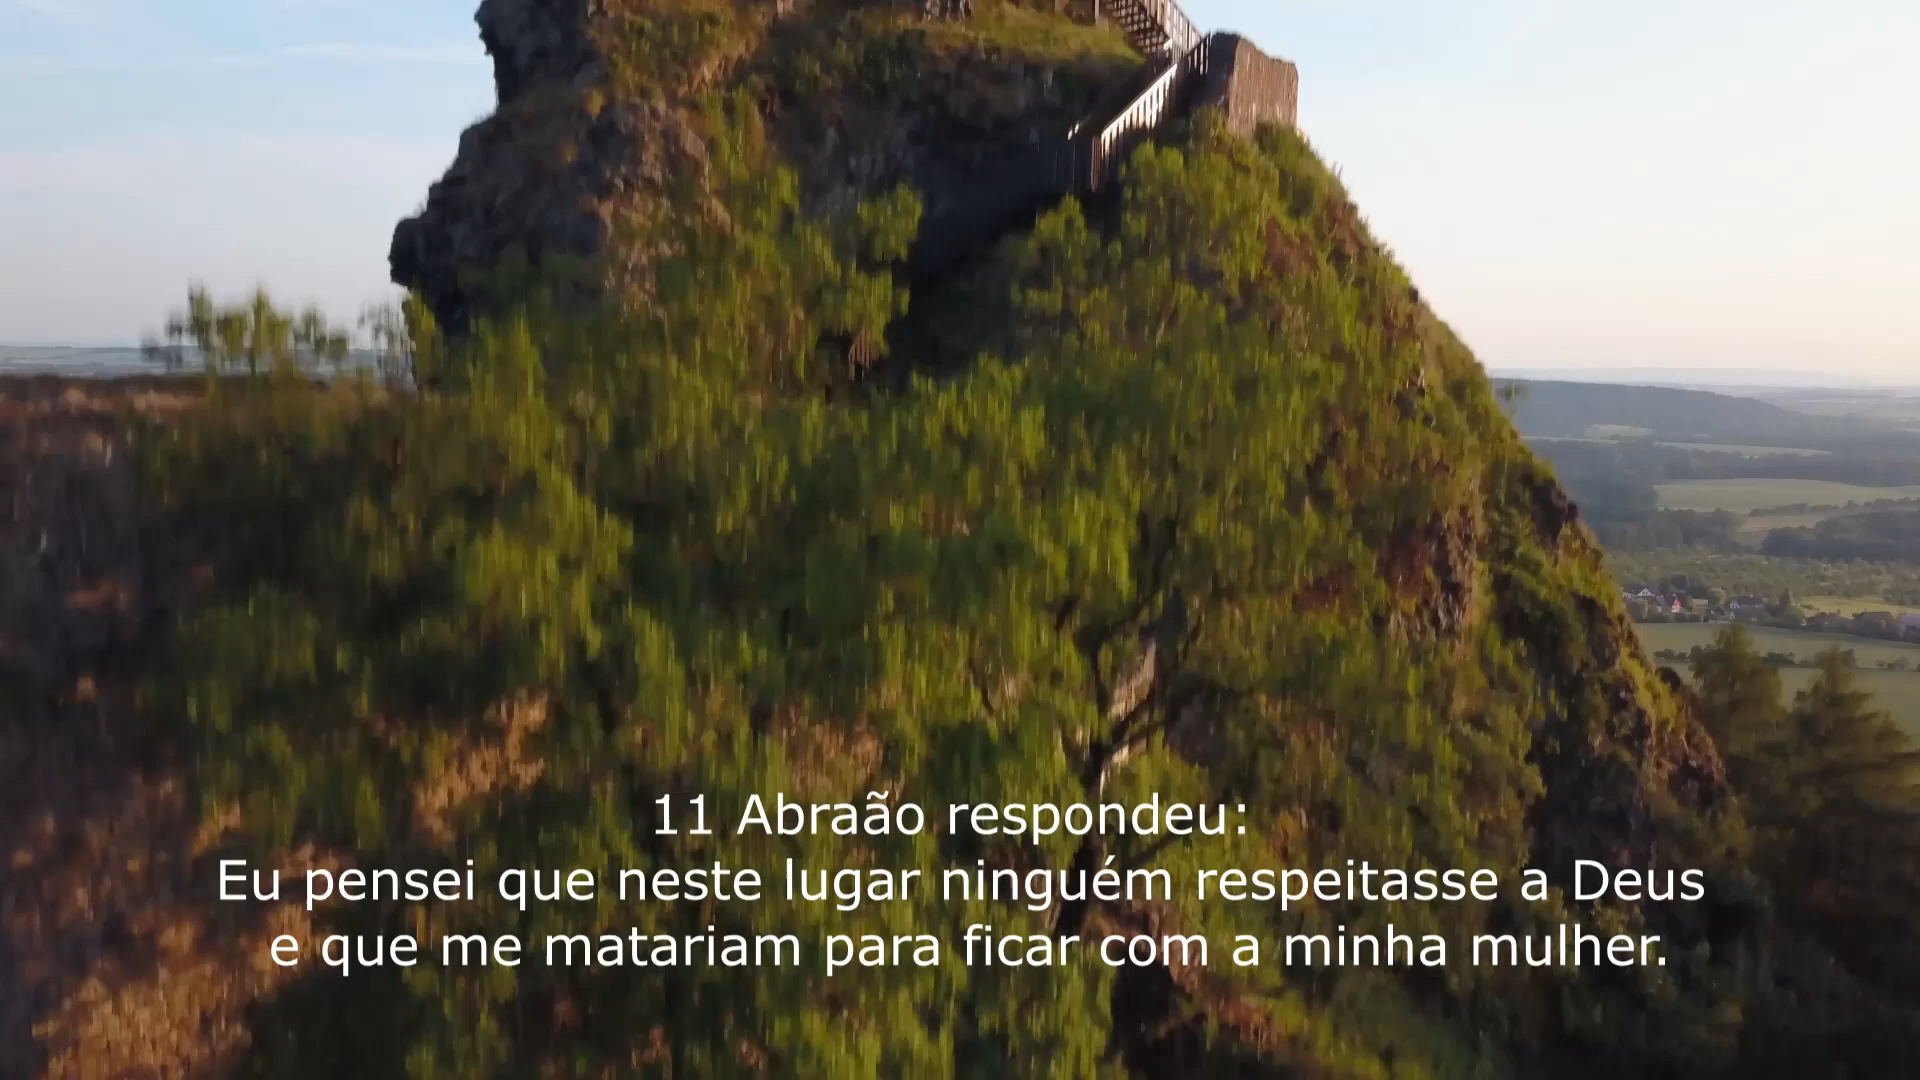 11 Abraão respondeu:
Eu pensei que neste lugar ninguém respeitasse a Deus
e que me matariam para ficar com a minha mulher.